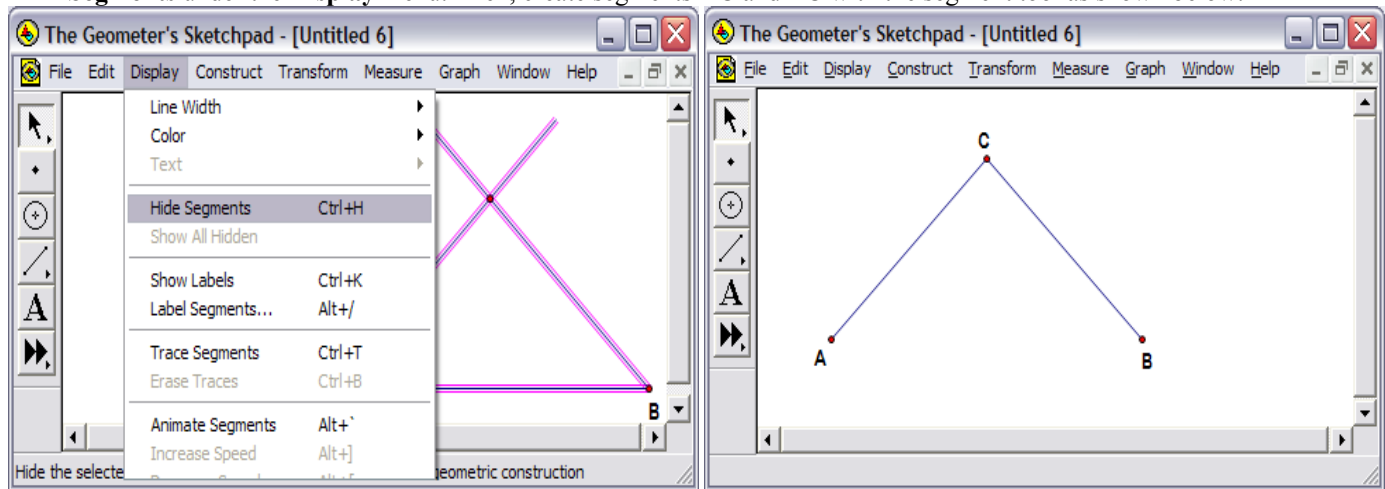 The Geometer's Sketchpad - [Untitled 6]
File Edit Display Construct Transform Measure Graph Window Help
Line Width
Color
Text
Hide Segments Ctrl+H
Show All Hidden
Show Labels Ctrl+K
Label Segments... Alt+/
Trace Segments Ctrl+T
Erase Traces Ctrl+B
Animate Segments Alt+`
Increase Speed Alt+]
A
B
Hide the selecte
geometric construction
The Geometer's Sketchpad - [Untitled 6]
File Edit Display Construct Transform Measure Graph Window Help
A
C
A
B